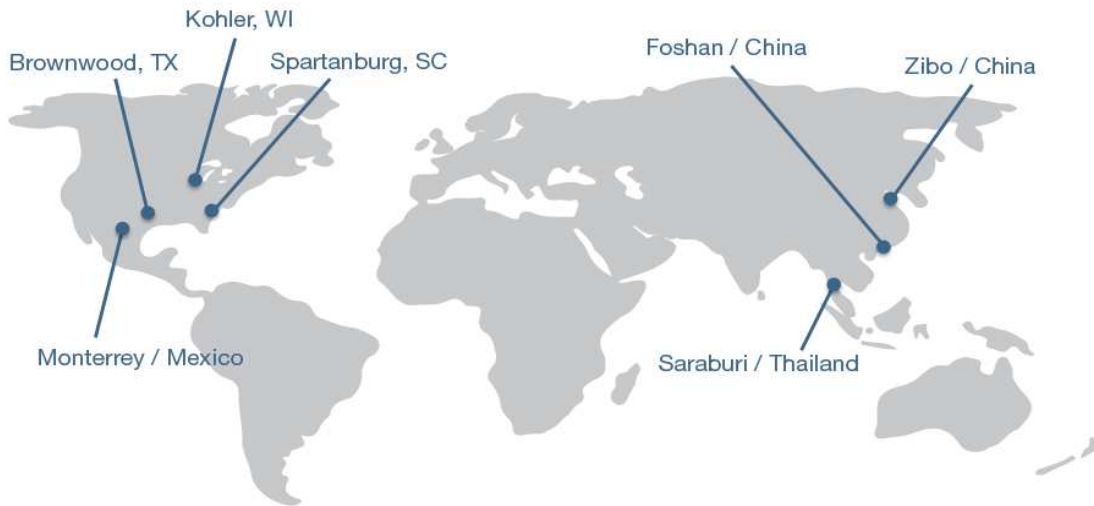 Kohler, WI
Brownwood, TX
Spartanburg, SC
Foshan / China
Zibo / China
Monterrey / Mexico
Saraburi / Thailand